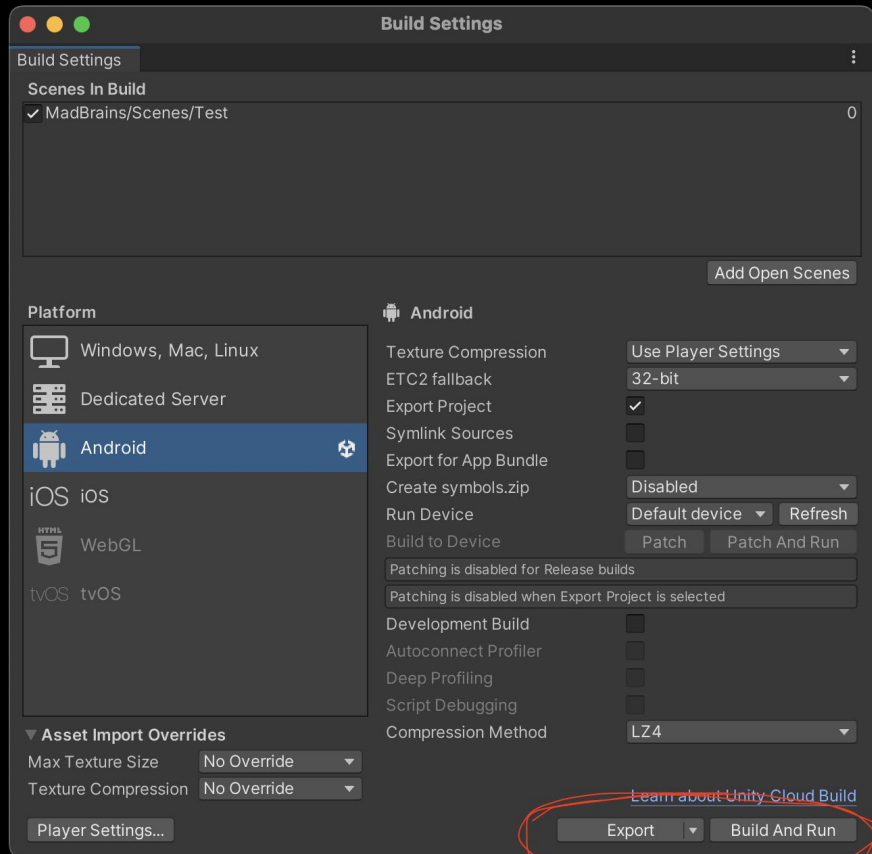 Build Settings
Build Settings
Scenes In Build
MadBrains/Scenes/Test 0
Add Open Scenes
Platform
Windows, Mac, Linux
Dedicated Server
Android
iOS iOS
HTML 5 WebGL
tvOS tvOS
Android
Texture Compression Use Player Settings
ETC2 fallback 32-bit
Export Project
Symlink Sources
Export for App Bundle
Create symbols.zip Disabled
Run Device Default device Refresh
Build to Device Patch Patch And Run
Patching is disabled for Release builds
Patching is disabled when Export Project is selected
Development Build
Autoconnect Profiler
Deep Profiling
Script Debugging
Compression Method LZ4
Asset Import Overrides
Max Texture Size No Override
Texture Compression No Override
Learn about Unity Cloud Build
Player Settings... Export Build And Run